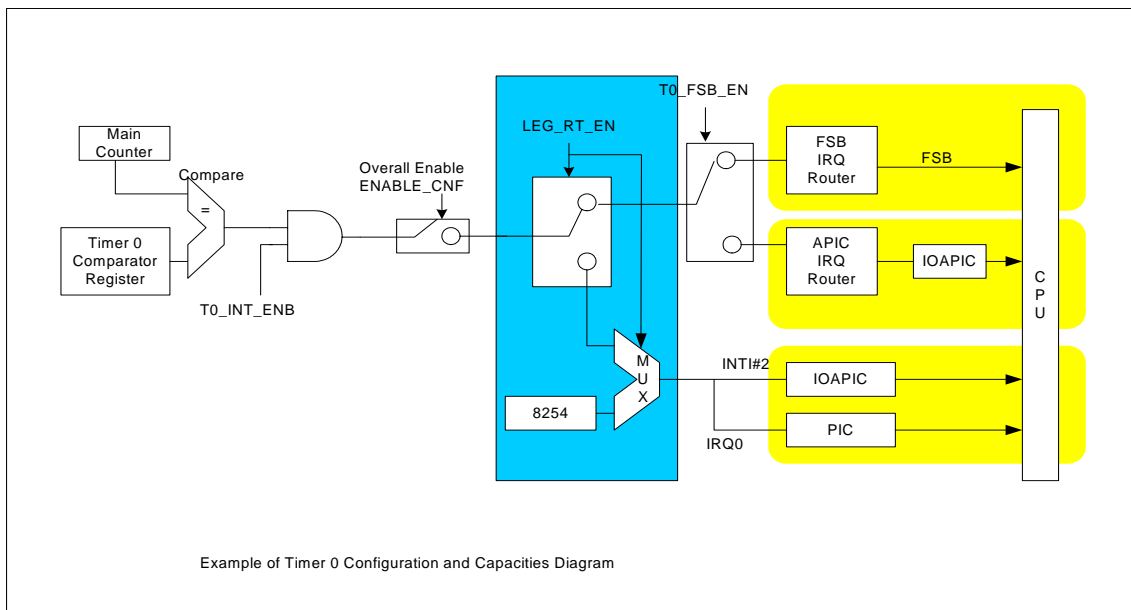 Main
Counter
Compare
=
Timer 0
Comparator
Register
T0_INT_ENB
Overall Enable
ENABLE_CNF
LEG_RT_EN
M
U
X
8254
T0_FSB_EN
FSB
IRQ
Router
FSB
APIC
IRQ
Router
IOAPIC
INTI#2
IOAPIC
IRQ0
PIC
C
P
U
Example of Timer 0 Configuration and Capacities Diagram